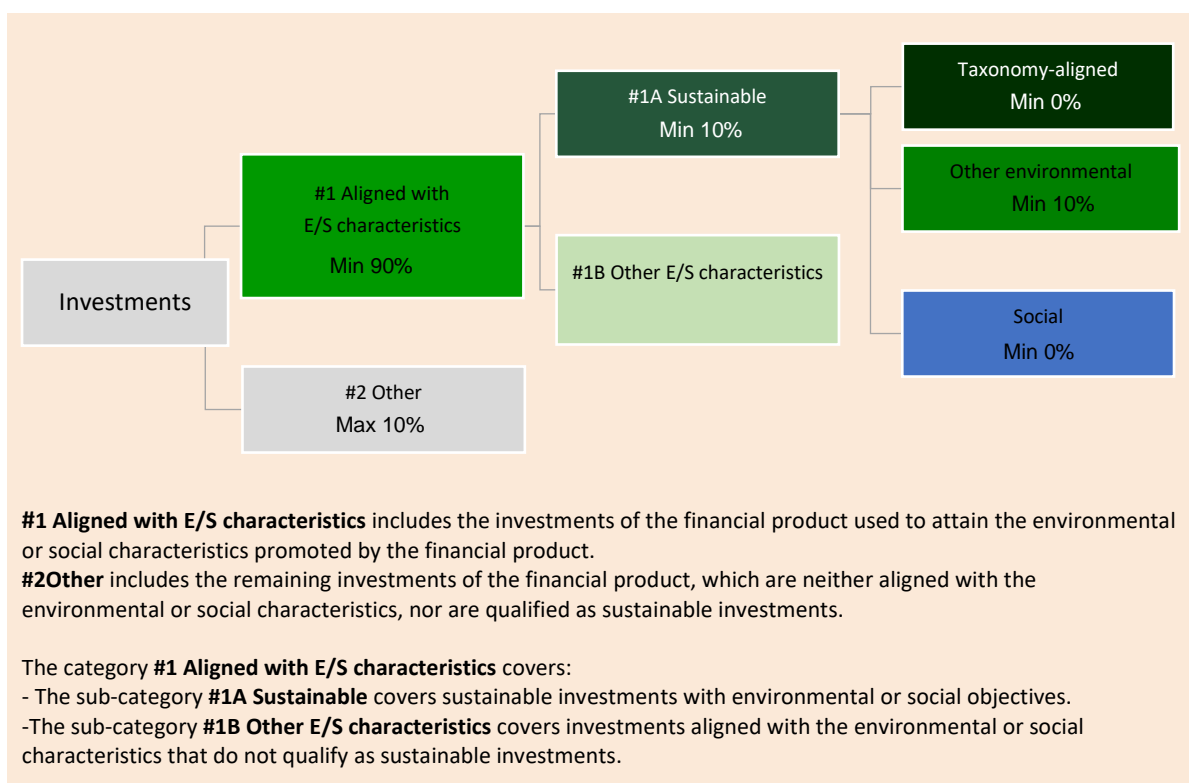 Investments
#1 Aligned with
E/S characteristics
Min 90%
#2 Other
Max 10%
#1A Sustainable
Min 10%
#1B Other E/S characteristics
Taxonomy-aligned
Min 0%
Other environmental
Min 10%
Social
Min 0%
#1 Aligned with E/S characteristics includes the investments of the financial product used to attain the environmental
or social characteristics promoted by the financial product.
#2Other includes the remaining investments of the financial product, which are neither aligned with the
environmental or social characteristics, nor are qualified as sustainable investments.
The category #1 Aligned with E/S characteristics covers:
- The sub-category #1A Sustainable covers sustainable investments with environmental or social objectives.
-The sub-category #1B Other E/S characteristics covers investments aligned with the environmental or social
characteristics that do not qualify as sustainable investments.